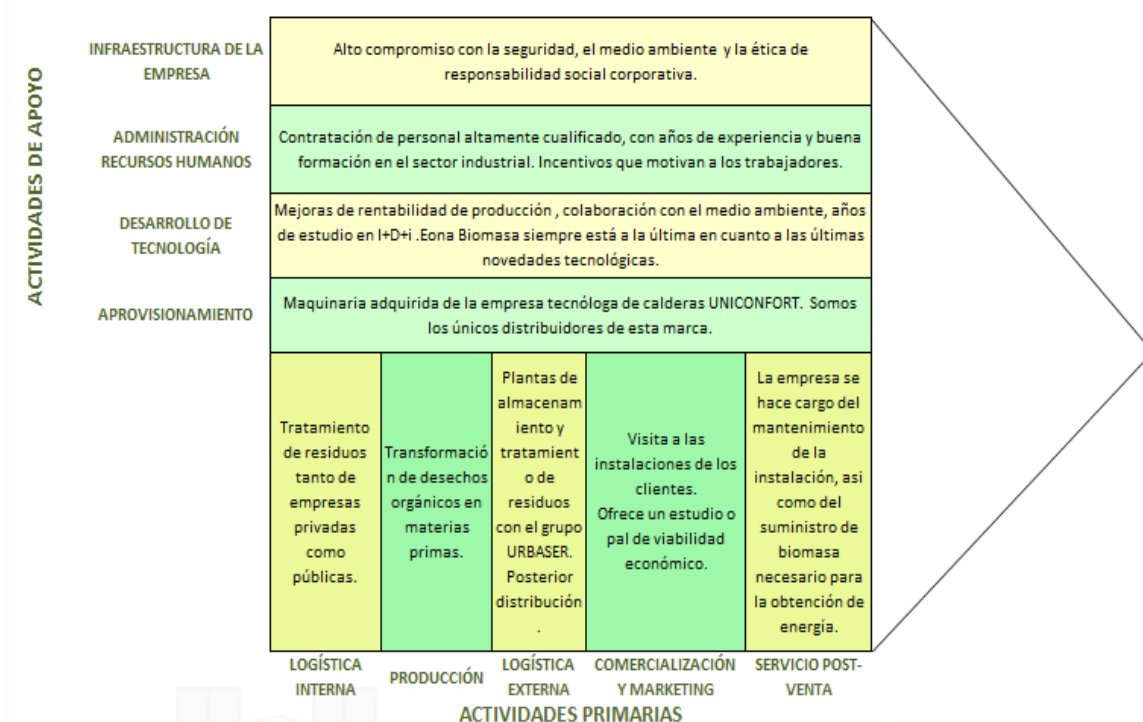 ACTIVIDADES DE APOYO
INFRAESTRUCTURA DE LA
EMPRESA
Alto compromiso con la seguridad, el medio ambiente y la ética de
responsabilidad social corporativa.
ADMINISTRACIÓN
RECURSOS HUMANOS
Contratación de personal altamente cualificado, con años de experiencia y buena
formación en el sector industrial. Incentivos que motivan a los trabajadores.
DESARROLLO DE
TECNOLOGÍA
Mejoras de rentabilidad de producción , colaboración con el medio ambiente, años
de estudio en I+D+i .Eona Biomasa siempre está a la última en cuanto a las últimas
novedades tecnológicas.
APROVISIONAMIENTO
Maquinaria adquirida de la empresa tecnóloga de calderas UNICONFORT. Somos
los únicos distribuidores de esta marca.
Tratamiento
de residuos
tanto de
empresas
privadas
como
públicas.
Transformació
n de desechos
orgánicos en
materias
primas.
Plantas de
almacenam
iento y
tratamient
o de
residuos
con el grupo
URBASER.
Posterior
distribución
.
Visita a las
instalaciones de los
clientes.
Ofrece un estudio o
pal de viabilidad
económico.
La empresa se
hace cargo del
mantenimiento
de la
instalación, asi
como del
suministro de
biomasa
necesario para
la obtención de
energía.
LOGÍSTICA
INTERNA
PRODUCCIÓN
LOGÍSTICA
EXTERNA
COMERCIALIZACIÓN
Y MARKETING
SERVICIO POST-
VENTA
ACTIVIDADES PRIMARIAS